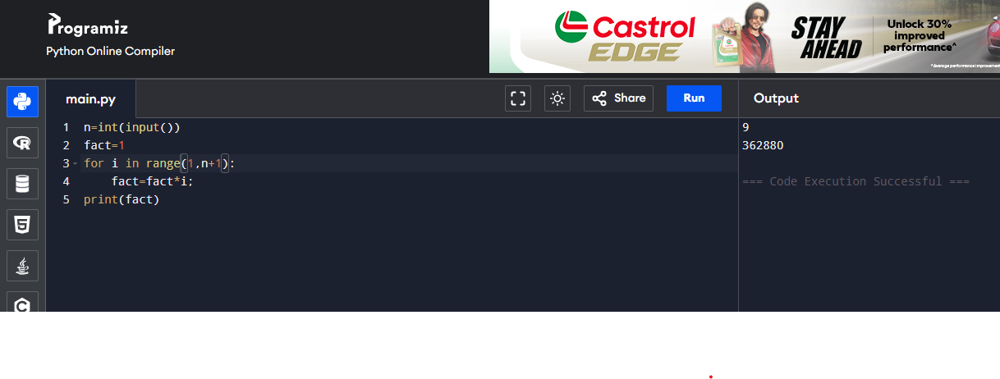 Programiz
Python Online Compiler
Castrol
EDGE
STAY
AHEAD
Unlock 30%
improved
performance^
main.py
Share
Run
Output
1 n=int(input())
2 fact=1
3 for i in range(1,n+1):
4     fact=fact*i;
5 print(fact)
9
362880
=== Code Execution Successful ===